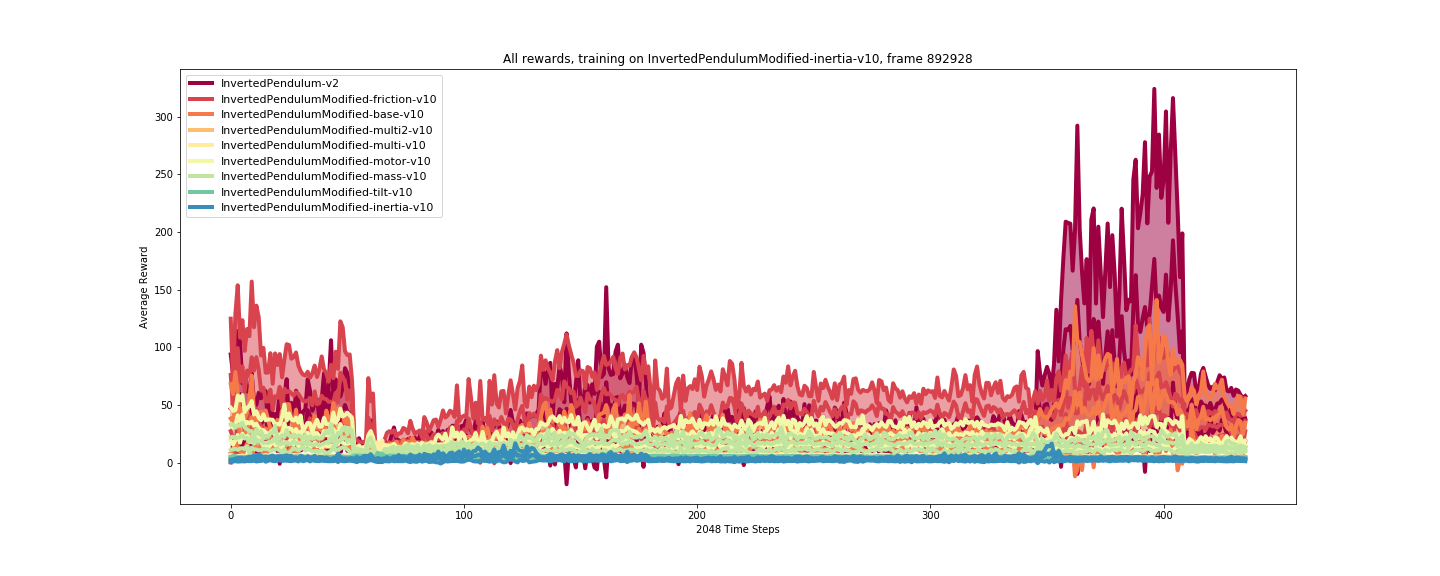 All rewards, training on InvertedPendulumModified-inertia-v10, frame 892928
InvertedPendulum-v2
InvertedPendulumModified-friction-v10
InvertedPendulumModified-base-v10
InvertedPendulumModified-multi2-v10
InvertedPendulumModified-multi-v10
InvertedPendulumModified-motor-v10
InvertedPendulumModified-mass-v10
InvertedPendulumModified-tilt-v10
InvertedPendulumModified-inertia-v10
Average Reward
300
250
200
150
100
50
0
0 100 200 300 400
2048 Time Steps